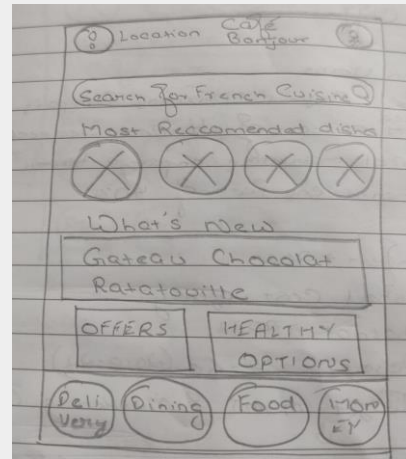 Location Café Bonjour
Search for French Cuisine
Most Reccomended dishe
What's New
Gateau Chocolat
Ratatouille
OFFERS
HEALTHY
OPTIONS
Deli
very
Dining
Food
Mon
EY